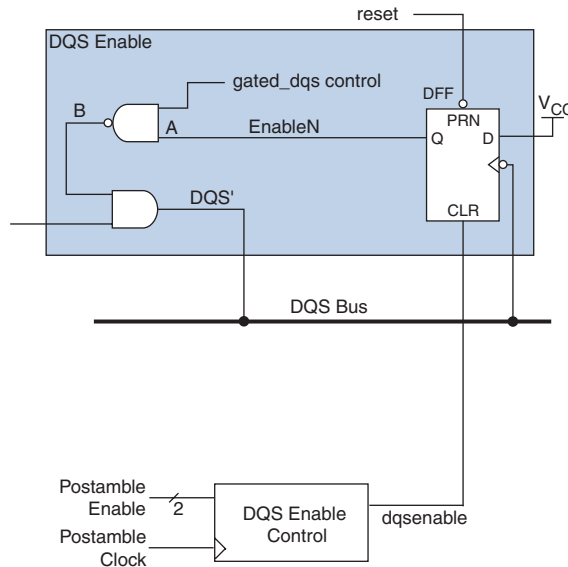 reset
DQS Enable
gated_dqs control
DFF
V_CC
B
PRN
A
EnableN
Q
D
DQS'
CLR
DQS Bus
Postamble
Enable
2
DQS Enable
Control
dqsenable
Postamble
Clock